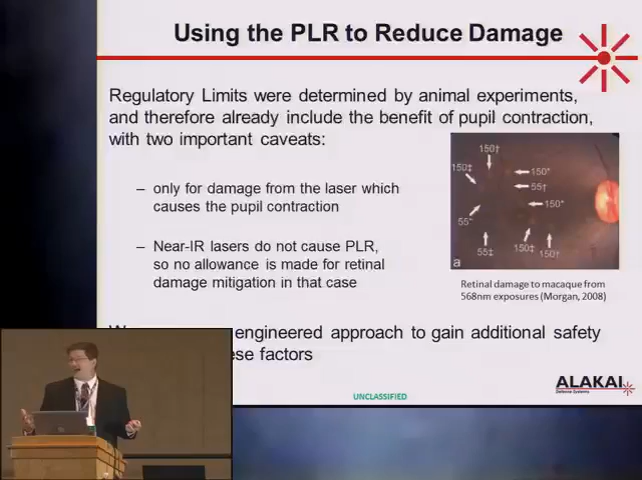 Using the PLR to Reduce Damage
Regulatory Limits were determined by animal experiments,
and therefore already include the benefit of pupil contraction,
with two important caveats:
– only for damage from the laser which
causes the pupil contraction
– Near-IR lasers do not cause PLR,
so no allowance is made for retinal
damage mitigation in that case
150†
150‡
150*
55†
150*
55*
55‡
150‡
150†
a
Retinal damage to macaque from
568nm exposures (Morgan, 2008)
engineered approach to gain additional safety
factors
ALAKAI
Defense Systems
UNCLASSIFIED